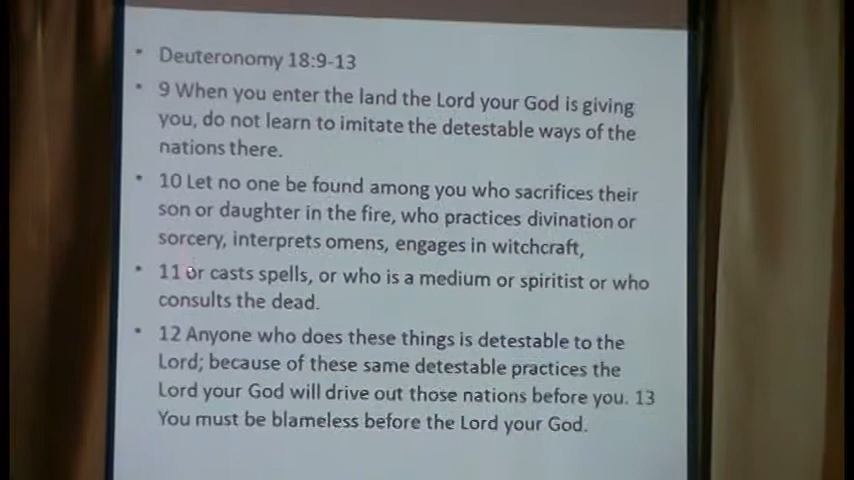 • Deuteronomy 18:9-13
• 9 When you enter the land the Lord your God is giving
you, do not learn to imitate the detestable ways of the
nations there.
• 10 Let no one be found among you who sacrifices their
son or daughter in the fire, who practices divination or
sorcery, interprets omens, engages in witchcraft,
• 11 or casts spells, or who is a medium or spiritist or who
consults the dead.
• 12 Anyone who does these things is detestable to the
Lord; because of these same detestable practices the
Lord your God will drive out those nations before you. 13
You must be blameless before the Lord your God.